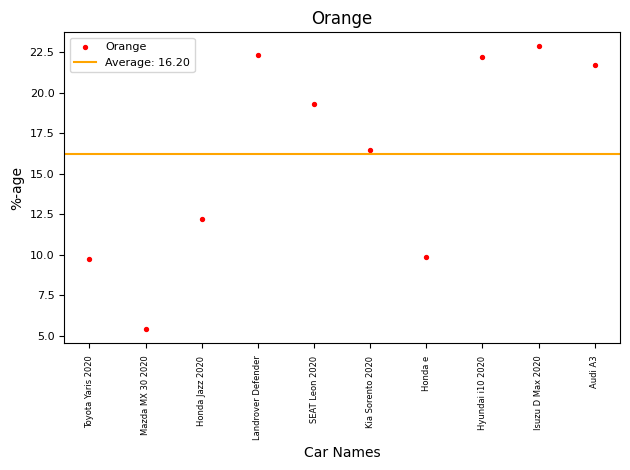 Orange
Orange
Average: 16.20
%-age
22.5
20.0
17.5
15.0
12.5
10.0
7.5
5.0
Toyota Yaris 2020
Mazda MX 30 2020
Honda Jazz 2020
Landrover Defender
SEAT Leon 2020
Kia Sorento 2020
Honda e
Hyundai i10 2020
Isuzu D Max 2020
Audi A3
Car Names